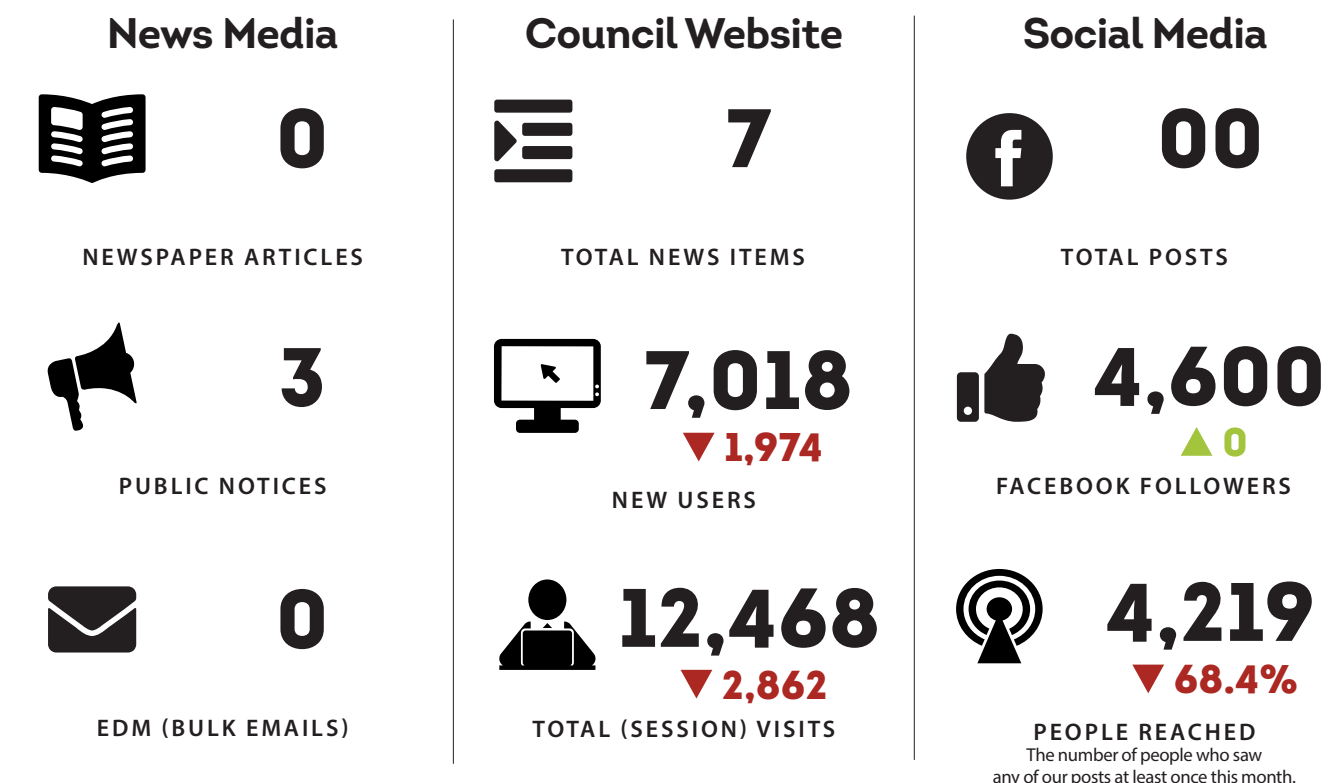 News Media
0
NEWSPAPER ARTICLES
3
PUBLIC NOTICES
0
EDM (BULK EMAILS)
Council Website
7
TOTAL NEWS ITEMS
7,018
▼ 1,974
NEW USERS
12,468
▼ 2,862
TOTAL (SESSION) VISITS
Social Media
f
00
TOTAL POSTS
4,600
▲ 0
FACEBOOK FOLLOWERS
4,219
▼ 68.4%
PEOPLE REACHED
The number of people who saw
any of our posts at least once this month.